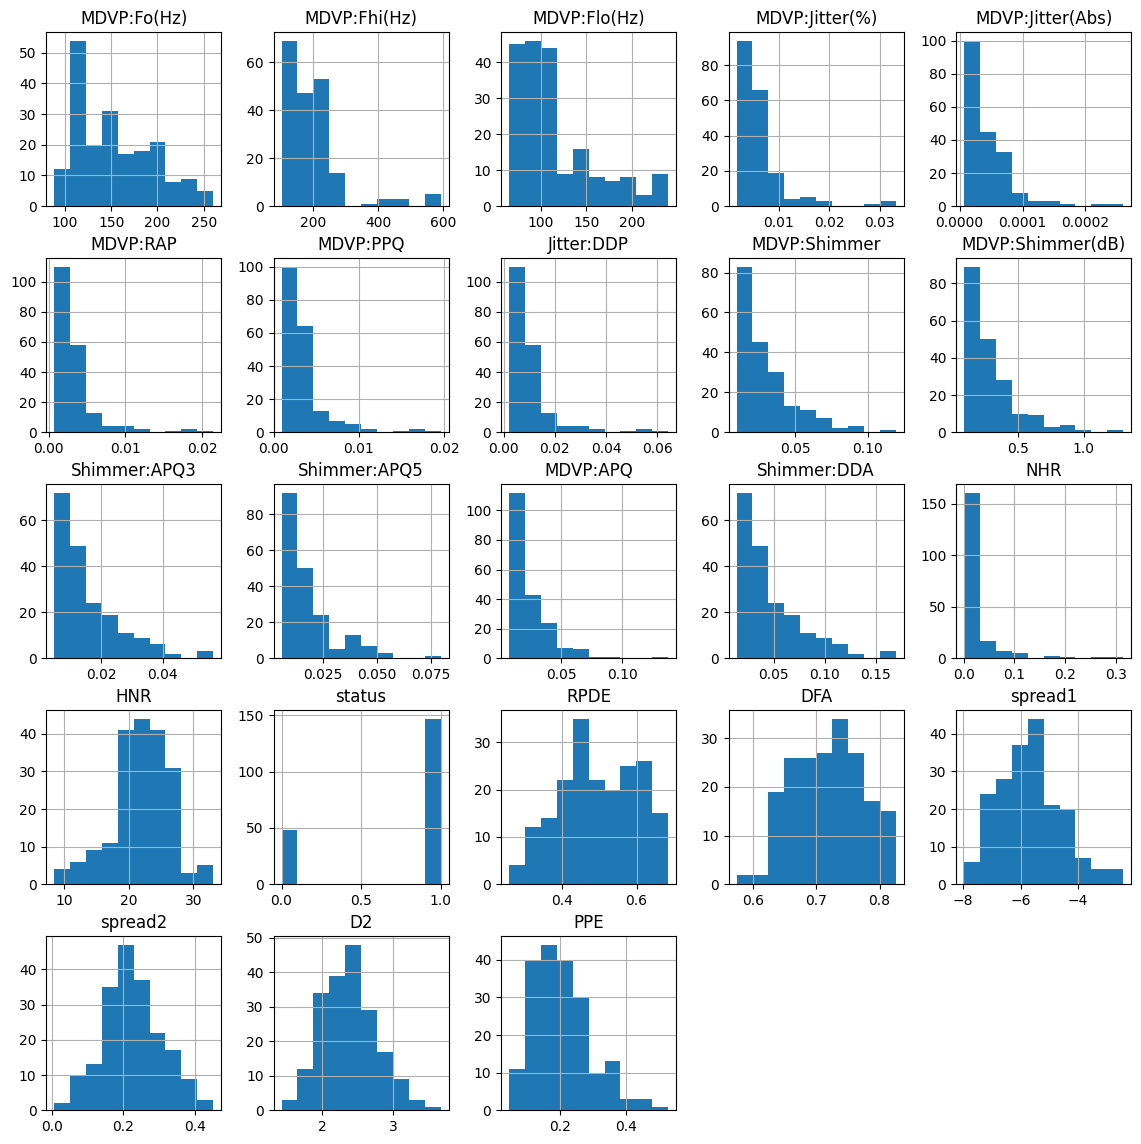 MDVP:Fo(Hz) MDVP:Fhi(Hz) MDVP:Flo(Hz) MDVP:Jitter(%) MDVP:Jitter(Abs)
50 40 30 20 10 0
100 150 200 250
60 40 20 0
200 400 600
40 30 20 10 0
100 150 200
80 60 40 20 0
0.01 0.02 0.03
100 80 60 40 20 0
0.0000 0.0001 0.0002
MDVP:RAP MDVP:PPQ Jitter:DDP MDVP:Shimmer MDVP:Shimmer(dB)
100 80 60 40 20 0
0.00 0.01 0.02
100 80 60 40 20 0
0.00 0.01 0.02
100 80 60 40 20 0
0.00 0.02 0.04 0.06
80 60 40 20 0
0.05 0.10
80 60 40 20 0
0.5 1.0
Shimmer:APQ3 Shimmer:APQ5 MDVP:APQ Shimmer:DDA NHR
60 40 20 0
0.02 0.04
80 60 40 20 0
0.025 0.050 0.075
100 80 60 40 20 0
0.05 0.10
60 40 20 0
0.05 0.10 0.15
150 100 50 0
0.0 0.1 0.2 0.3
HNR status RPDE DFA spread1
40 30 20 10 0
10 20 30
150 100 50 0
0.0 0.5 1.0
30 20 10 0
0.4 0.6
30 20 10 0
0.6 0.7 0.8
40 30 20 10 0
−8 −6 −4
spread2 D2 PPE
40 30 20 10 0
0.0 0.2 0.4
50 40 30 20 10 0
2 3
40 30 20 10 0
0.2 0.4